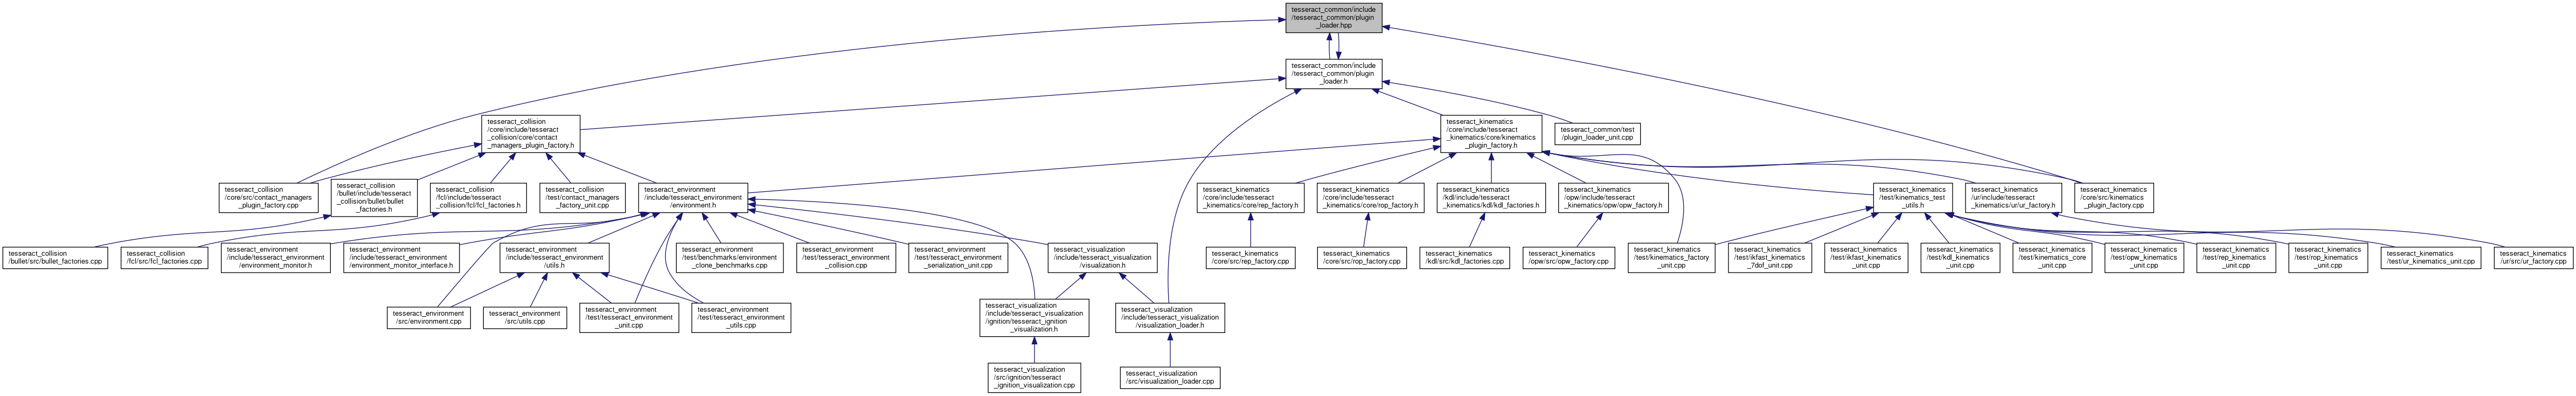 tesseract_common/include
/tesseract_common/plugin
_loader.hpp
tesseract_common/include
/tesseract_common/plugin
_loader.h
tesseract_collision
/core/include/tesseract
_collision/core/contact
_managers_plugin_factory.h
tesseract_kinematics
/core/include/tesseract
_kinematics/core/kinematics
_plugin_factory.h
tesseract_common/test
/plugin_loader_unit.cpp
tesseract_collision
/core/src/contact_managers
_plugin_factory.cpp
tesseract_collision
/bullet/include/tesseract
_collision/bullet/bullet
_factories.h
tesseract_collision
/fcl/include/tesseract
_collision/fcl/fcl_factories.h
tesseract_collision
/test/contact_managers
_factory_unit.cpp
tesseract_environment
/include/tesseract_environment
/environment.h
tesseract_kinematics
/core/include/tesseract
_kinematics/core/rep_factory.h
tesseract_kinematics
/core/include/tesseract
_kinematics/core/rop_factory.h
tesseract_kinematics
/kdl/include/tesseract
_kinematics/kdl/kdl_factories.h
tesseract_kinematics
/opw/include/tesseract
_kinematics/opw/opw_factory.h
tesseract_kinematics
/test/kinematics_test
_utils.h
tesseract_kinematics
/ur/include/tesseract
_kinematics/ur/ur_factory.h
tesseract_kinematics
/core/src/kinematics
_plugin_factory.cpp
tesseract_collision
/bullet/src/bullet_factories.cpp
tesseract_collision
/fcl/src/fcl_factories.cpp
tesseract_environment
/include/tesseract_environment
/environment_monitor.h
tesseract_environment
/include/tesseract_environment
/environment_monitor_interface.h
tesseract_environment
/include/tesseract_environment
/utils.h
tesseract_environment
/test/benchmarks/environment
_clone_benchmarks.cpp
tesseract_environment
/test/tesseract_environment
_collision.cpp
tesseract_environment
/test/tesseract_environment
_serialization_unit.cpp
tesseract_visualization
/include/tesseract_visualization
/visualization.h
tesseract_kinematics
/core/src/rep_factory.cpp
tesseract_kinematics
/core/src/rop_factory.cpp
tesseract_kinematics
/kdl/src/kdl_factories.cpp
tesseract_kinematics
/opw/src/opw_factory.cpp
tesseract_kinematics
/test/kinematics_factory
_unit.cpp
tesseract_kinematics
/test/ikfast_kinematics
_7dof_unit.cpp
tesseract_kinematics
/test/ikfast_kinematics
_unit.cpp
tesseract_kinematics
/test/kdl_kinematics
_unit.cpp
tesseract_kinematics
/test/kinematics_core
_unit.cpp
tesseract_kinematics
/test/opw_kinematics
_unit.cpp
tesseract_kinematics
/test/rep_kinematics
_unit.cpp
tesseract_kinematics
/test/rop_kinematics
_unit.cpp
tesseract_kinematics
/test/ur_kinematics_unit.cpp
tesseract_kinematics
/ur/src/ur_factory.cpp
tesseract_environment
/src/environment.cpp
tesseract_environment
/src/utils.cpp
tesseract_environment
/test/tesseract_environment
_unit.cpp
tesseract_environment
/test/tesseract_environment
_utils.cpp
tesseract_visualization
/include/tesseract_visualization
/ignition/tesseract_ignition
_visualization.h
tesseract_visualization
/include/tesseract_visualization
/visualization_loader.h
tesseract_visualization
/src/ignition/tesseract
_ignition_visualization.cpp
tesseract_visualization
/src/visualization_loader.cpp